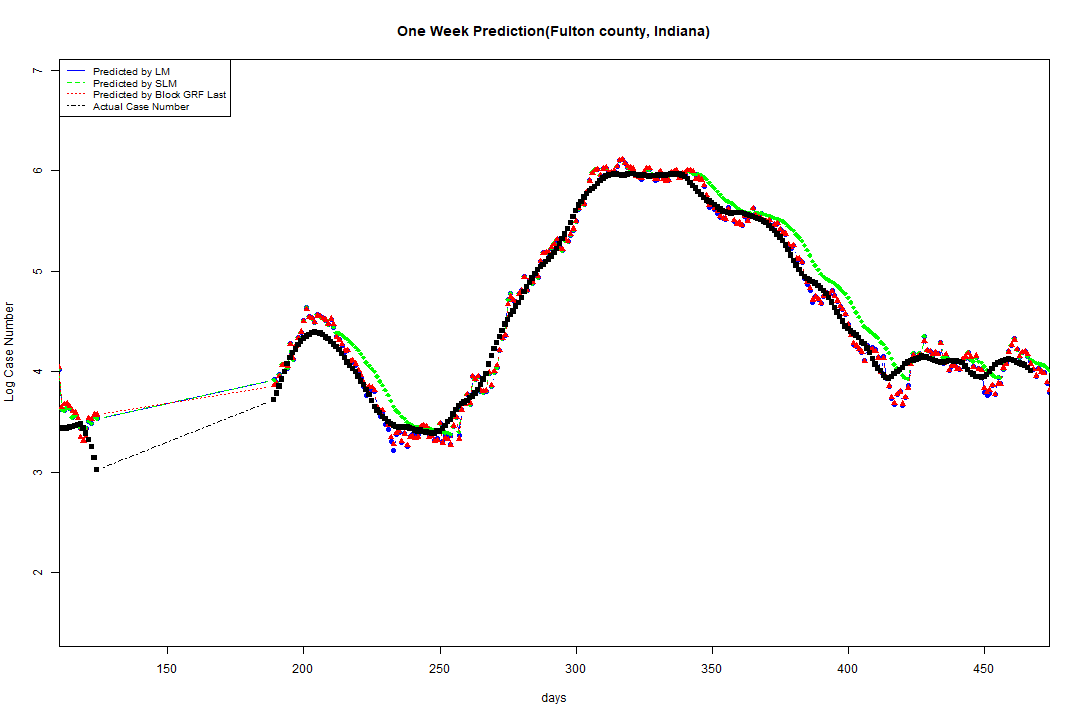 One Week Prediction(Fulton county, Indiana)
Predicted by LM
Predicted by SLM
Predicted by Block GRF Last
Actual Case Number
7
6
5
4
3
2
Log Case Number
150 200 250 300 350 400 450
days